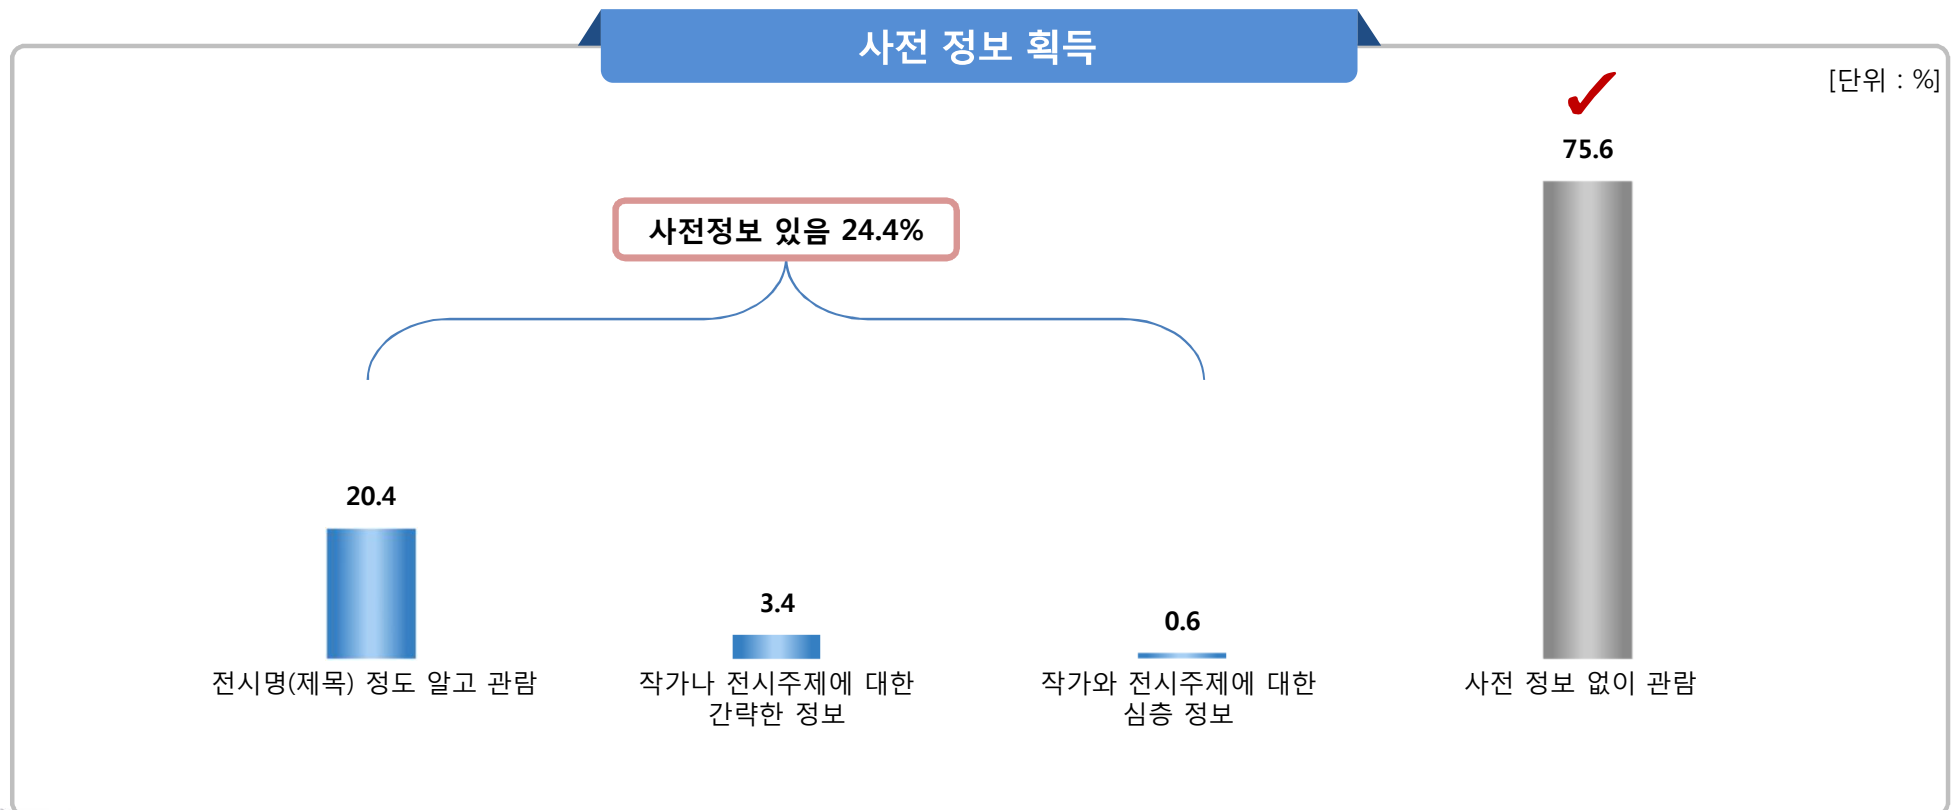 사전 정보 획득
[단위 : %]
75.6
사전정보 있음 24.4%
20.4
3.4
0.6
전시명(제목) 정도 알고 관람
작가나 전시주제에 대한
간략한 정보
작가와 전시주제에 대한
심층 정보
사전 정보 없이 관람